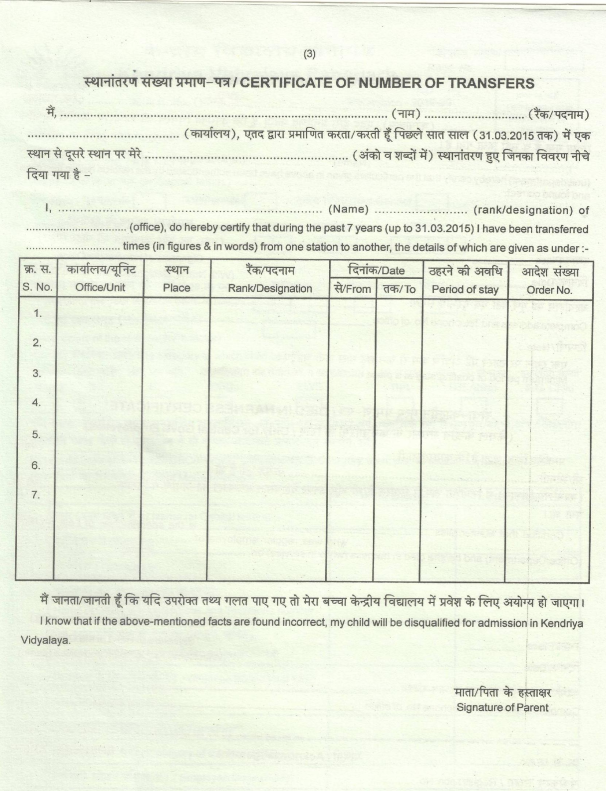 (3)
स्थानांतरण संख्या प्रमाण-पत्र / CERTIFICATE OF NUMBER OF TRANSFERS
मैं, .................................................................................... (नाम) .......................... (रैंक/पदनाम)
....................................... (कार्यालय), एतद द्वारा प्रमाणित करता/करती हूँ पिछले सात साल (31.03.2015 तक) में एक
स्थान से दूसरे स्थान पर मेरे .................................................... (अंको व शब्दों में) स्थानातरण हुए जिनका विवरण नीचे
दिया गया है –
I, .................................................................... (Name) ........................ (rank/designation) of
.......................... (office), do hereby certify that during the past 7 years (up to 31.03.2015) I have been transferred
........................ times (in figures & in words) from one station to another, the details of which are given as under :-
क्र. स. कार्यालय/यूनिट स्थान रैंक/पदनाम दिनांक/Date ठहरने की अवधि आदेश संख्या
S. No. Office/Unit Place Rank/Designation से/From तक/To Period of stay Order No.
1.
2.
3.
4.
5.
6.
7.
मैं जानता/जानती हूँ कि यदि उपरोक्त तथ्य गलत पाए गए तो मेरा बच्चा केन्द्रीय विद्यालय में प्रवेश के लिए अयोग्य हो जाएगा।
I know that if the above-mentioned facts are found incorrect, my child will be disqualified for admission in Kendriya
Vidyalaya.
माता/पिता के हस्ताक्षर
Signature of Parent